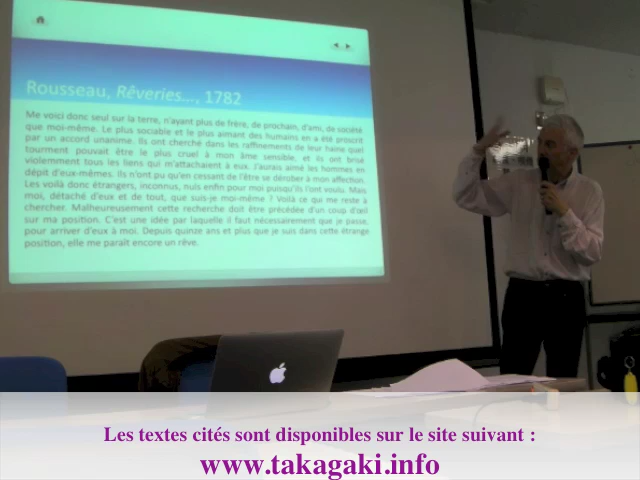 Rousseau, Rêveries..., 1782
Me voici donc seul sur la terre, n'ayant plus de frère, de prochain, d'ami, de société
que moi-même. Le plus sociable et le plus aimant des humains en a été proscrit
par un accord unanime. Ils ont cherché dans les raffinements de leur haine quel
tourment pouvait être le plus cruel à mon âme sensible, et ils ont brisé
violemment tous les liens qui m'attachaient à eux. J'aurais aimé les hommes en
dépit d'eux-mêmes. Ils n'ont pu qu'en cessant de l'être se dérober à mon affection.
Les voilà donc étrangers, inconnus, nuls enfin pour moi puisqu'ils l'ont voulu. Mais
moi, détaché d'eux et de tout, que suis-je moi-même ? Voilà ce qui me reste à
chercher. Malheureusement cette recherche doit être précédée d'un coup d'œil
sur ma position. C'est une idée par laquelle il faut nécessairement que je passe,
pour arriver d'eux à moi. Depuis quinze ans et plus que je suis dans cette étrange
position, elle me paraît encore un rêve.
Les textes cités sont disponibles sur le site suivant :
www.takagaki.info